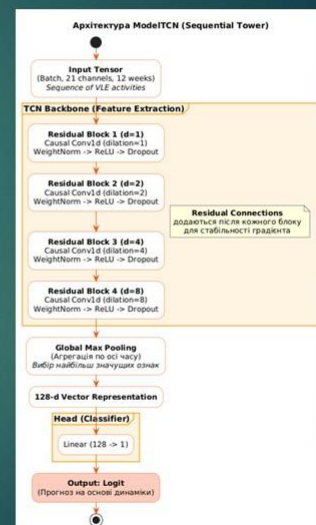 Архітектура ModelTCN (Sequential Tower)
Input Tensor
(Batch, 21 channels, 12 weeks)
Sequence of VLE activities
TCN Backbone (Feature Extraction)
Residual Block 1 (d=1)
Causal Conv1d (dilation=1)
WeightNorm -> ReLU -> Dropout
Residual Block 2 (d=2)
Causal Conv1d (dilation=2)
WeightNorm -> ReLU -> Dropout
Residual Connections
додаються після кожного блоку
для стабільності градієнта
Residual Block 3 (d=4)
Causal Conv1d (dilation=4)
WeightNorm -> ReLU -> Dropout
Residual Block 4 (d=8)
Causal Conv1d (dilation=8)
WeightNorm -> ReLU -> Dropout
Global Max Pooling
(Агрегація по осі часу)
Вибір найбільш значущих ознак
128-d Vector Representation
Head (Classifier)
Linear (128 -> 1)
Output: Logit
(Прогноз на основі динаміки)